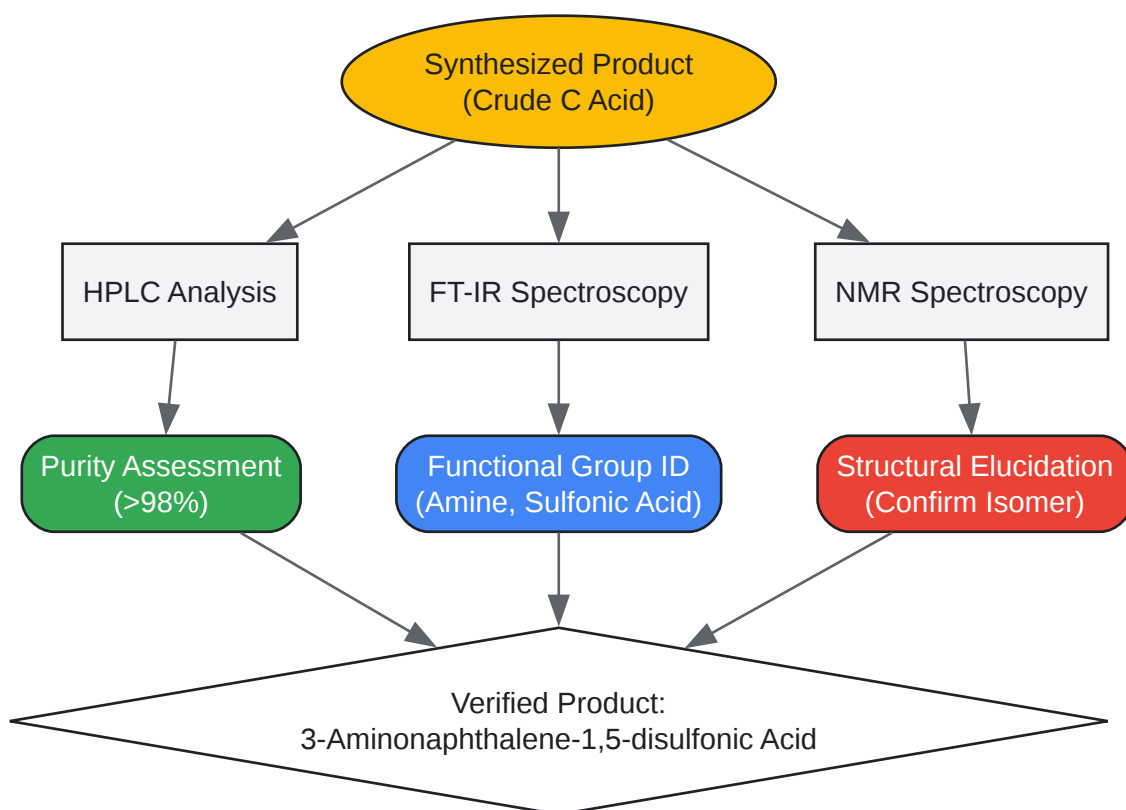 Synthesized Product
(Crude C Acid)
HPLC Analysis
FT-IR Spectroscopy
NMR Spectroscopy
Purity Assessment
(>98%)
Functional Group ID
(Amine, Sulfonic Acid)
Structural Elucidation
(Confirm Isomer)
Verified Product:
3-Aminonaphthalene-1,5-disulfonic Acid